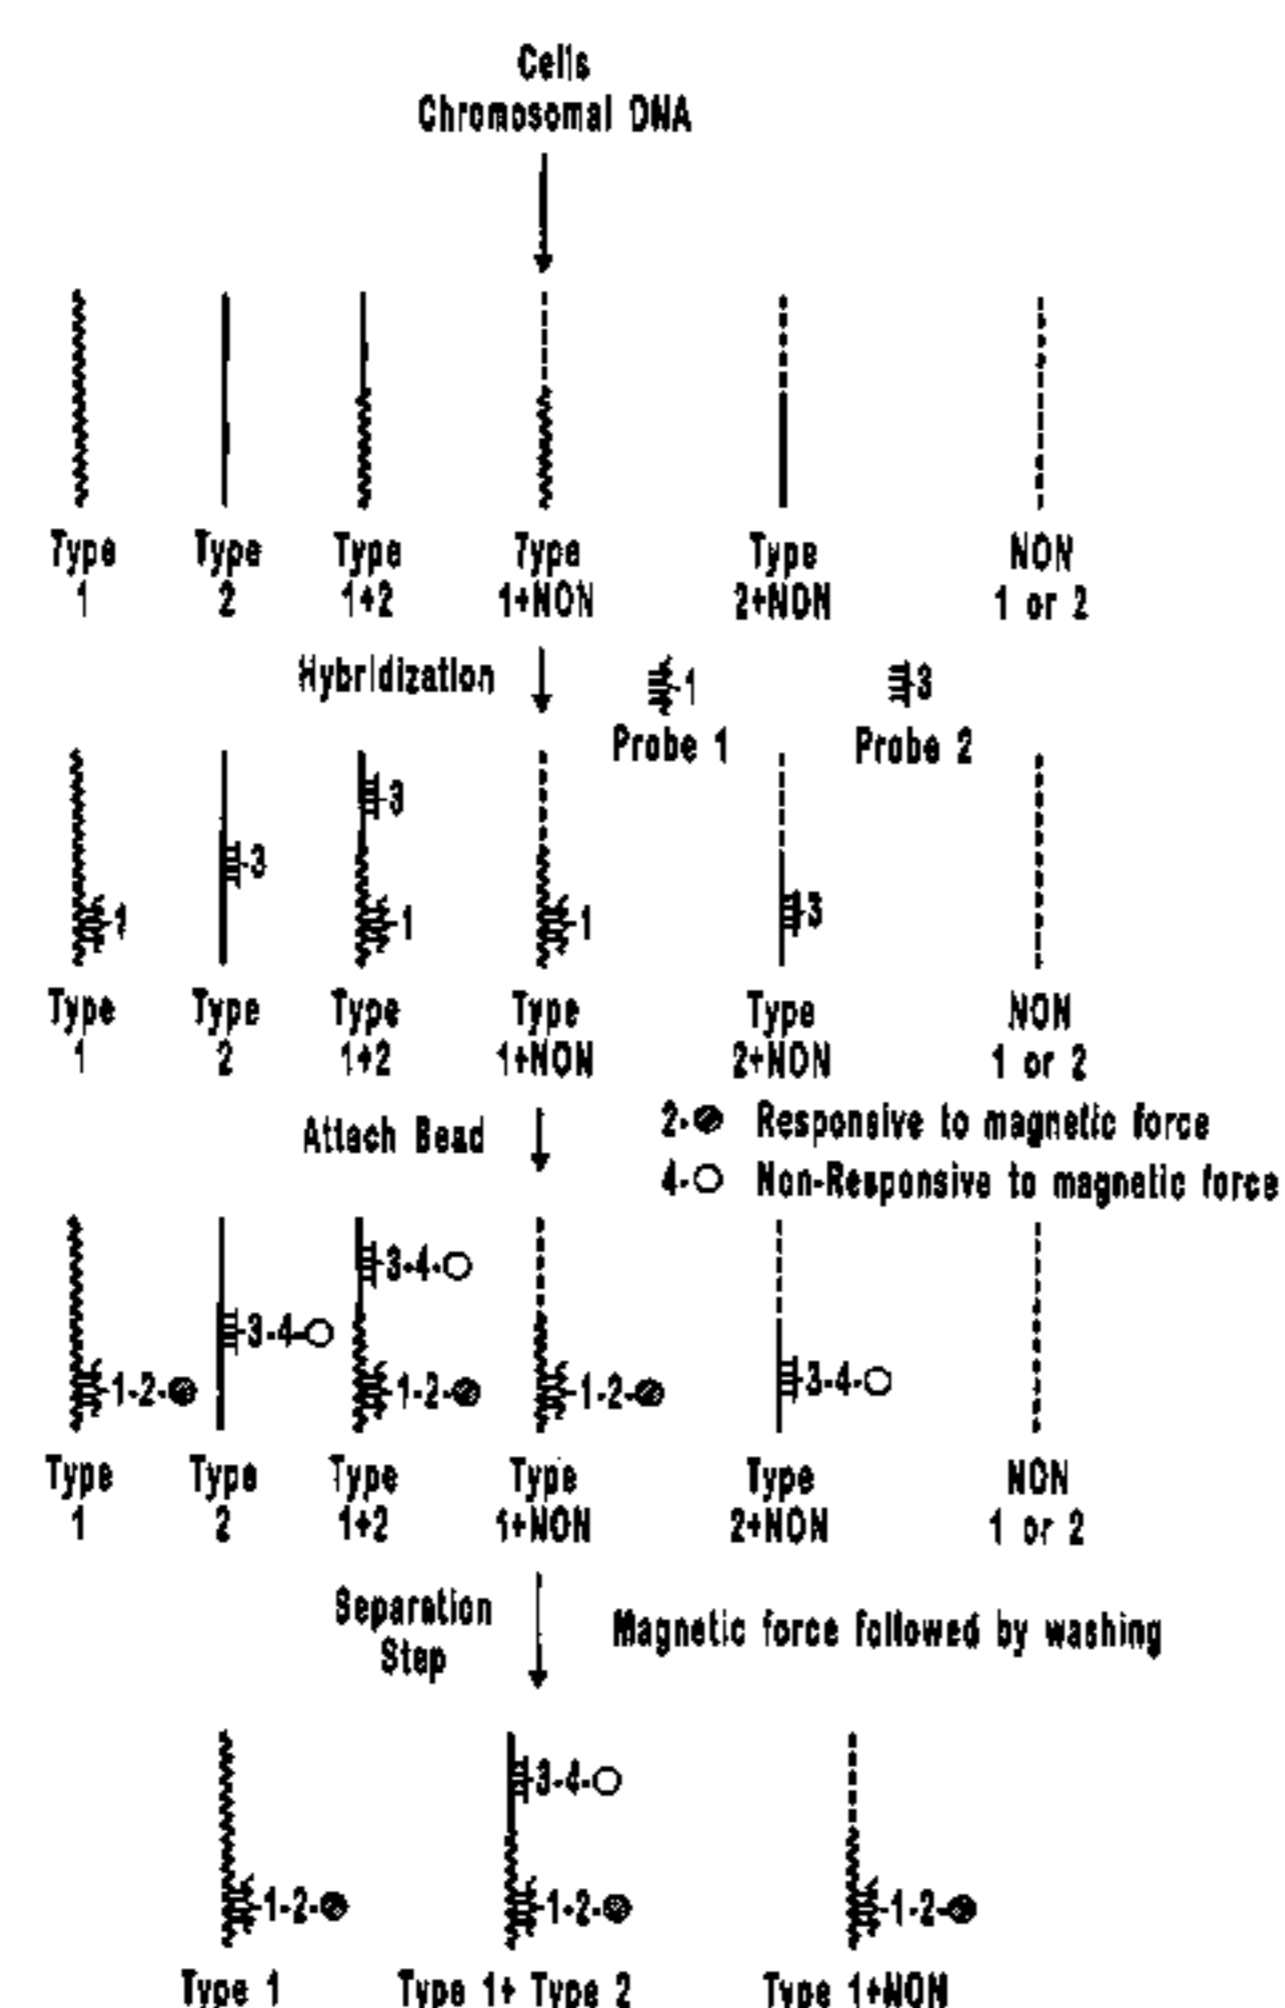 Cells
Chromosomal DNA
Type Type Type Type Type NON
1 2 1+2 1+NON 2+NON 1 or 2
Hybridization 1 3
Probe 1 Probe 2
3
3
1 1 1 3
Type Type Type Type Type NON
1 2 1+2 1+NON 2+NON 1 or 2
Attach Bead 2- Responsive to magnetic force
4- Non-Responsive to magnetic force
3-4-
3-4-
1-2- 1-2- 1-2- 3-4-
Type Type Type Type Type NON
1 2 1+2 1+NON 2+NON 1 or 2
Separation
Step
Magnetic force followed by washing
3-4-
1-2- 1-2- 1-2-
Type 1 Type 1+ Type 2 Type 1+NON